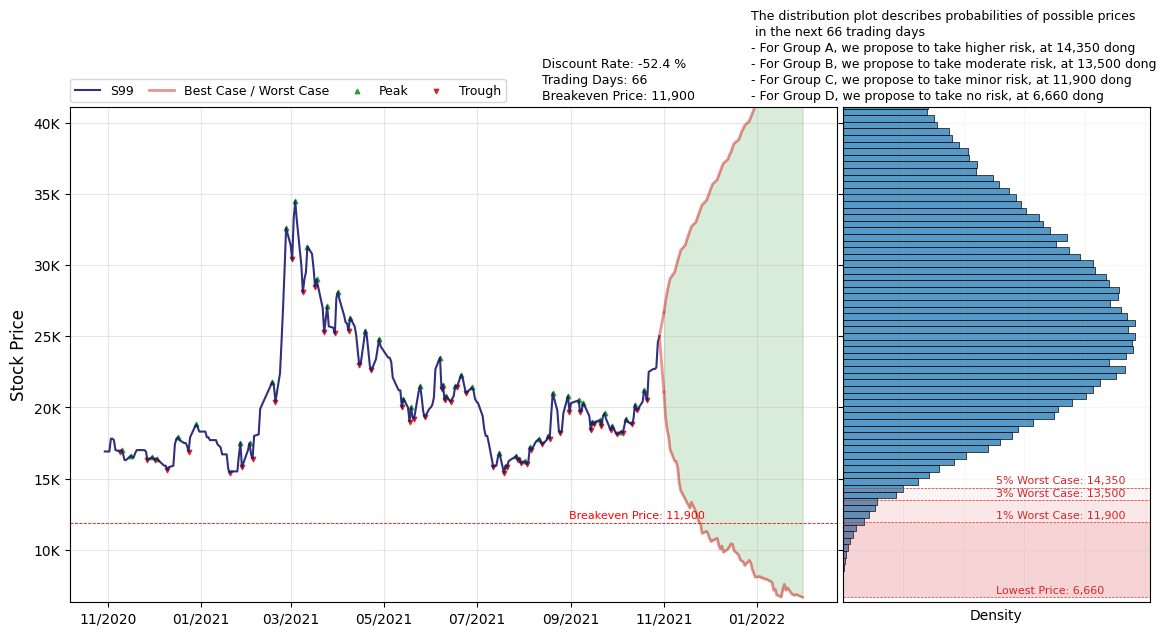 The distribution plot describes probabilities of possible prices
in the next 66 trading days
- For Group A, we propose to take higher risk, at 14,350 dong
- For Group B, we propose to take moderate risk, at 13,500 dong
- For Group C, we propose to take minor risk, at 11,900 dong
- For Group D, we propose to take no risk, at 6,660 dong
Discount Rate: -52.4 %
Trading Days: 66
Breakeven Price: 11,900
S99 Best Case / Worst Case Peak Trough
Stock Price
40K
35K
30K
25K
20K
15K
10K
Breakeven Price: 11,900
5% Worst Case: 14,350
3% Worst Case: 13,500
1% Worst Case: 11,900
Lowest Price: 6,660
11/2020 01/2021 03/2021 05/2021 07/2021 09/2021 11/2021 01/2022
Density